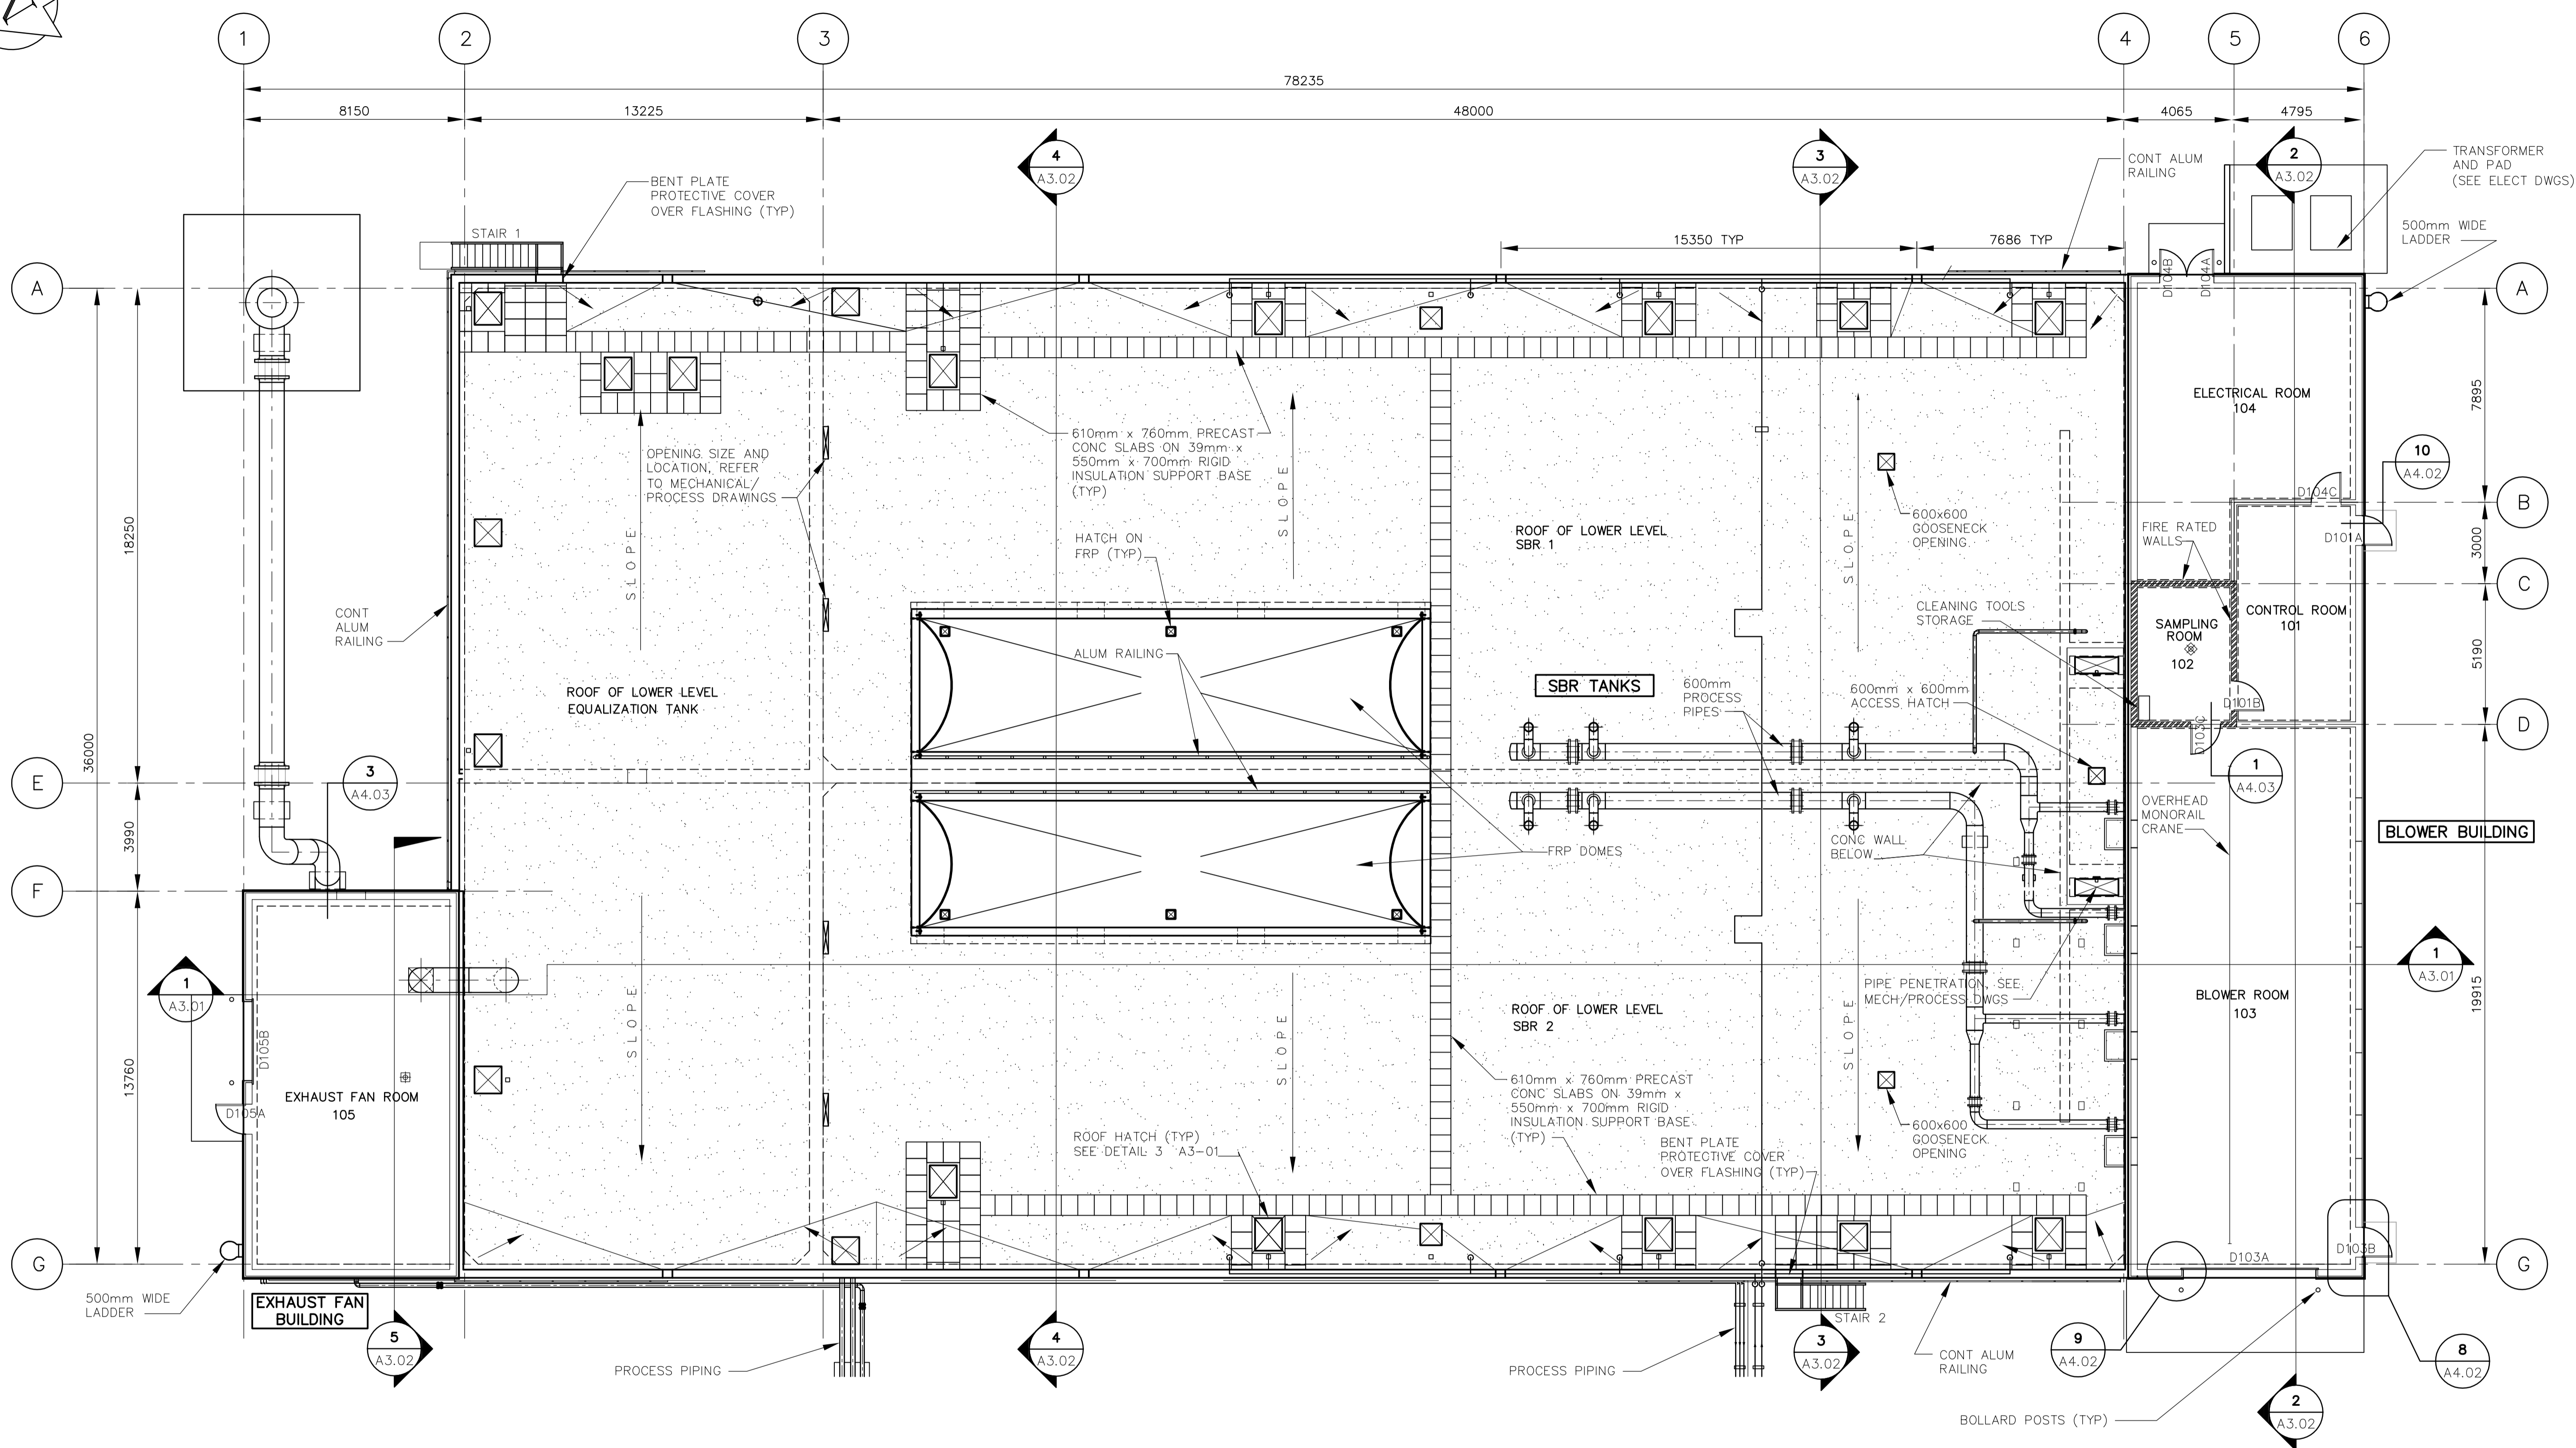 1
2
3
4
5
6
78235
8150
13225
48000
4065
4795
4
A3.02
3
A3.02
2
A3.02
BENT PLATE
PROTECTIVE COVER
OVER FLASHING (TYP)
CONT ALUM
RAILING
TRANSFORMER
AND PAD
(SEE ELECT DWGS)
500mm WIDE
LADDER
STAIR 1
15350 TYP
7686 TYP
A
A
D104B
D104A
ELECTRICAL ROOM
104
7895
610mm x 760mm PRECAST
CONC SLABS ON 39mm x
550mm x 700mm RIGID
INSULATION SUPPORT BASE
(TYP)
OPENING SIZE AND
LOCATION, REFER
TO MECHANICAL/
PROCESS DRAWINGS
SLOPE
SLOPE
SLOPE
10
A4.02
D104C
B
600x600
GOOSENECK
OPENING
ROOF OF LOWER LEVEL
SBR 1
FIRE RATED
WALLS
D101A
3000
18250
HATCH ON
FRP (TYP)
C
CONT
ALUM
RAILING
CLEANING TOOLS
STORAGE
CONTROL ROOM
101
SAMPLING
ROOM
102
5190
ALUM RAILING
SBR TANKS
600mm
PROCESS
PIPES
600mm x 600mm
ACCESS HATCH
ROOF OF LOWER LEVEL
EQUALIZATION TANK
D101B
D103C
D
36000
E
3
A4.03
1
A4.03
OVERHEAD
MONORAIL
CRANE
BLOWER BUILDING
3990
CONC WALL
BELOW
FRP DOMES
F
1
A3.01
1
A3.01
PIPE PENETRATION, SEE
MECH/PROCESS DWGS
BLOWER ROOM
103
19915
SLOPE
SLOPE
SLOPE
ROOF OF LOWER LEVEL
SBR 2
D105B
EXHAUST FAN ROOM
105
D105A
13760
610mm x 760mm PRECAST
CONC SLABS ON 39mm x
550mm x 700mm RIGID
INSULATION SUPPORT BASE
(TYP)
600x600
GOOSENECK
OPENING
ROOF HATCH (TYP)
SEE DETAIL 3 A3-01
BENT PLATE
PROTECTIVE COVER
OVER FLASHING (TYP)
G
D103A
D103B
G
500mm WIDE
LADDER
EXHAUST FAN
BUILDING
STAIR 2
5
A3.02
4
A3.02
3
A3.02
9
A4.02
8
A4.02
PROCESS PIPING
PROCESS PIPING
CONT ALUM
RAILING
BOLLARD POSTS (TYP)
2
A3.02